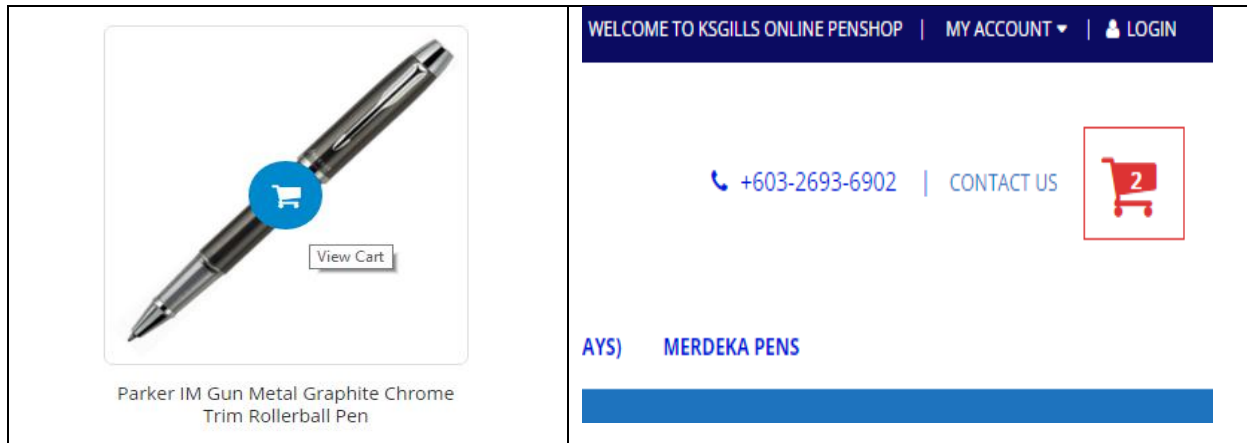 View Cart
Parker IM Gun Metal Graphite Chrome
Trim Rollerball Pen
WELCOME TO KSGILLS ONLINE PENSHOP | MY ACCOUNT | LOGIN
+603-2693-6902 | CONTACT US
2
AYS) MERDEKA PENS